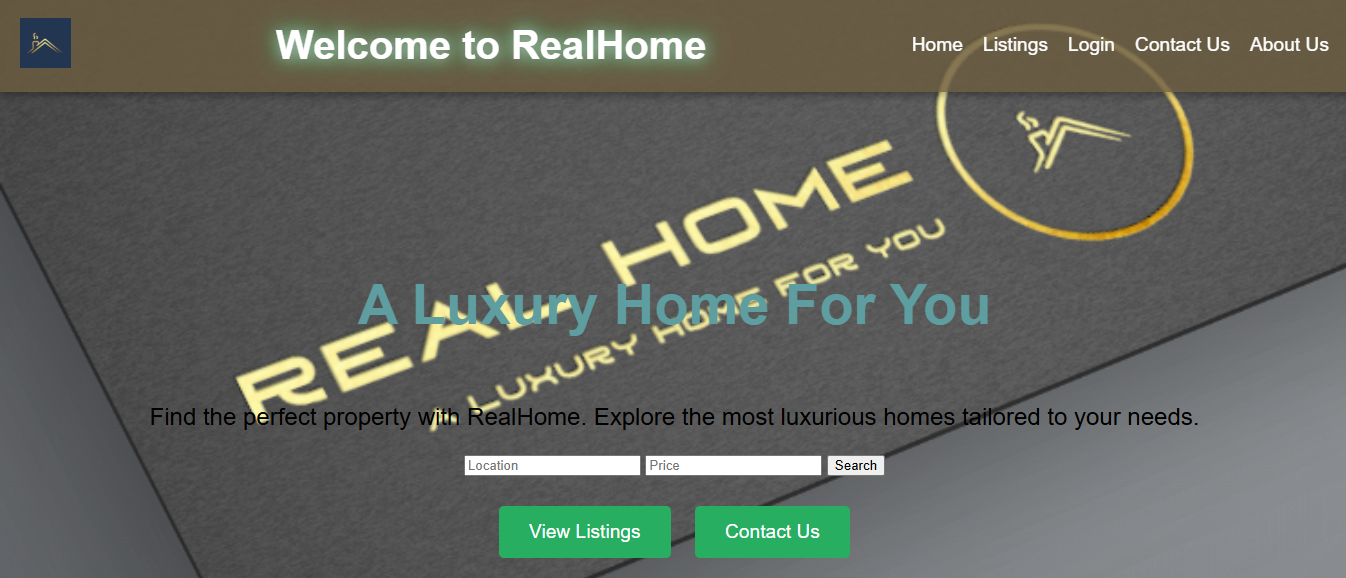 Welcome to RealHome
Home Listings Login Contact Us About Us
REAL HOME
A LUXURY HOME FOR YOU
A Luxury Home For You
Find the perfect property with RealHome. Explore the most luxurious homes tailored to your needs.
Location Price Search
View Listings Contact Us